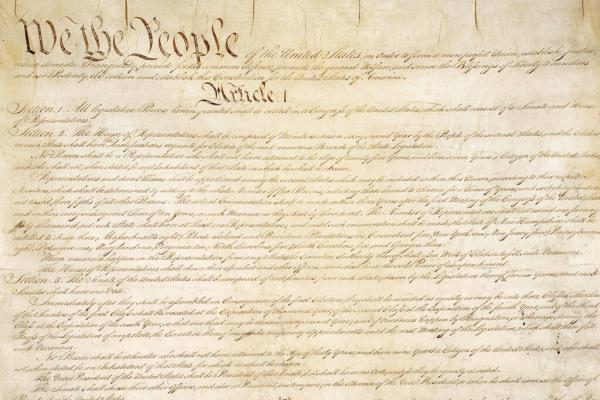 We the People of the United States, in Order to form a more perfect Union, establish Justice,
insure domestic Tranquility, provide for the common defence, promote the general Welfare, and secure the Blessings of Liberty to ourselves
and our Posterity, do ordain and establish this Constitution for the United States of America.
Article. I.
Section. 1. All legislative Powers herein granted shall be vested in a Congress of the United States, which shall consist of a Senate and House
of Representatives.
Section. 2. The House of Representatives shall be composed of Members chosen every second Year by the People of the several States, and the Electors
in each State shall have the Qualifications requisite for Electors of the most numerous Branch of the State Legislature.
No Person shall be a Representative who shall not have attained to the Age of twenty five Years, and been seven Years a Citizen of the United States,
and who shall not, when elected, be an Inhabitant of that State in which he shall be chosen.
Representatives and direct Taxes shall be apportioned among the several States which may be included within this Union, according to their respective
Numbers, which shall be determined by adding to the whole Number of free Persons, including those bound to Service for a Term of Years, and excluding Indians
not taxed, three fifths of all other Persons. The actual Enumeration shall be made within three Years after the first Meeting of the Congress of the United States,
and within every subsequent Term of ten Years, in such Manner as they shall by Law direct. The Number of Representatives shall not exceed one for every
thirty Thousand, but each State shall have at Least one Representative; and until such enumeration shall be made, the State of New Hampshire shall be
entitled to chuse three, Massachusetts eight, Rhode-Island and Providence Plantations one, Connecticut five, New-York six, New Jersey four, Pennsylvania
eight, Delaware one, Maryland six, Virginia ten, North Carolina five, South Carolina five, and Georgia three.
When vacancies happen in the Representation from any State, the Executive Authority thereof shall issue Writs of Election to fill such Vacancies.
The House of Representatives shall chuse their Speaker and other Officers; and shall have the sole Power
Section. 3. The Senate of the United States shall be composed of two Senators from each State, chosen by the Legislature thereof, for six Years; and each
Senator shall have one Vote.
Immediately after they shall be assembled in Consequence of the first Election, they shall be divided as equally as may be into three Classes. The Seats
of the Senators of the first Class shall be vacated at the Expiration of the second Year, of the second Class at the Expiration of the fourth Year, and of the third
Class at the Expiration of the sixth Year, so that one third may be chosen every second Year; and if Vacancies happen by Resignation, or otherwise, during the
Recess of the Legislature of any State, the Executive thereof may make temporary Appointments until the next Meeting of the Legislature, which shall then fill
such Vacancies.
No Person shall be a Senator who shall not have attained to the Age of thirty Years, and been nine Years a Citizen of the United States, and who shall
not, when elected, be an Inhabitant of that State for which he shall be chosen.
The Vice President of the United States shall be President of the Senate, but shall have no Vote, unless they be equally divided.
The Senate shall chuse their other Officers, and also a President pro tempore, in the Absence of the Vice President, or when he shall exercise the Office of